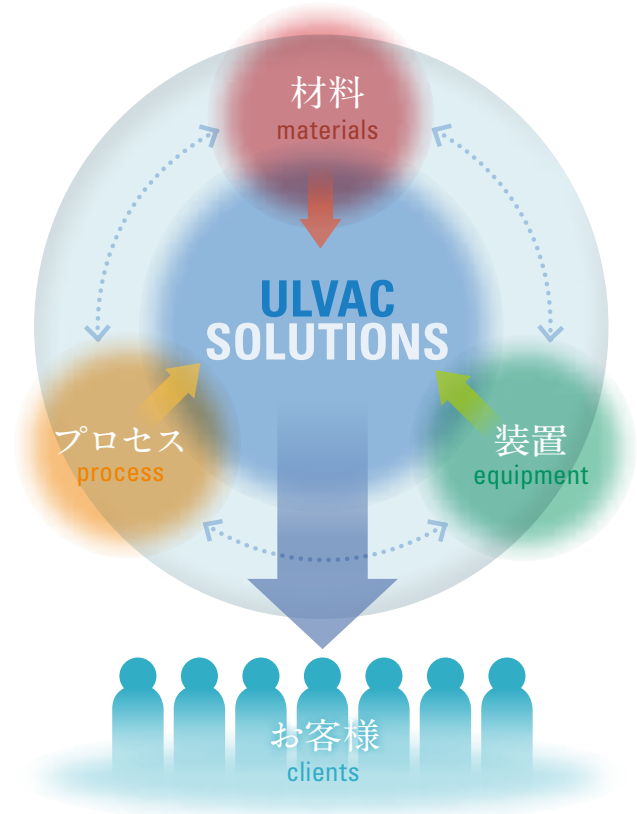 材料
materials
ULVAC
SOLUTIONS
プロセス
process
装置
equipment
お客様
clients